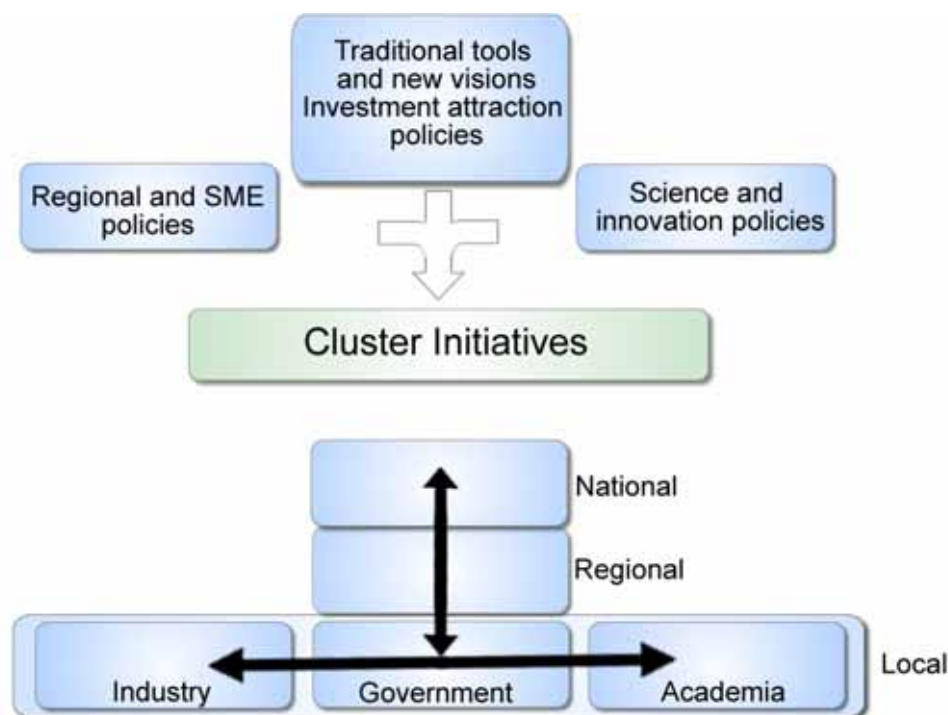 Traditional tools
and new visions
Investment attraction
policies
Regional and SME
policies
Science and
innovation policies
Cluster Initiatives
National
Regional
Industry
Government
Academia
Local